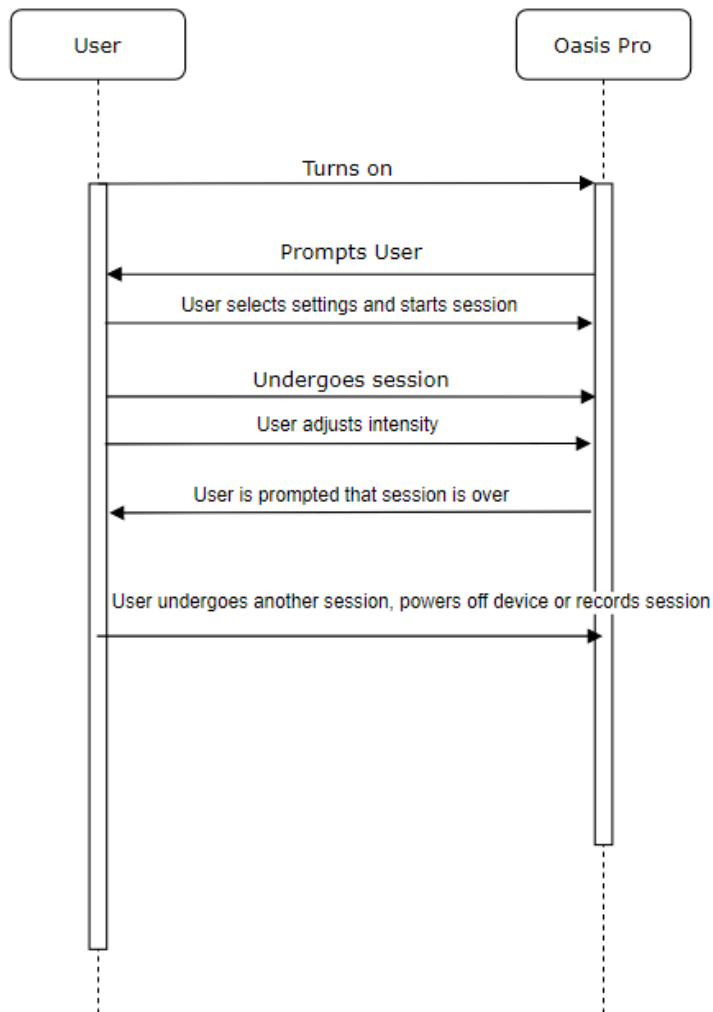 User
Oasis Pro
Turns on
Prompts User
User selects settings and starts session
Undergoes session
User adjusts intensity
User is prompted that session is over
User undergoes another session, powers off device or records session